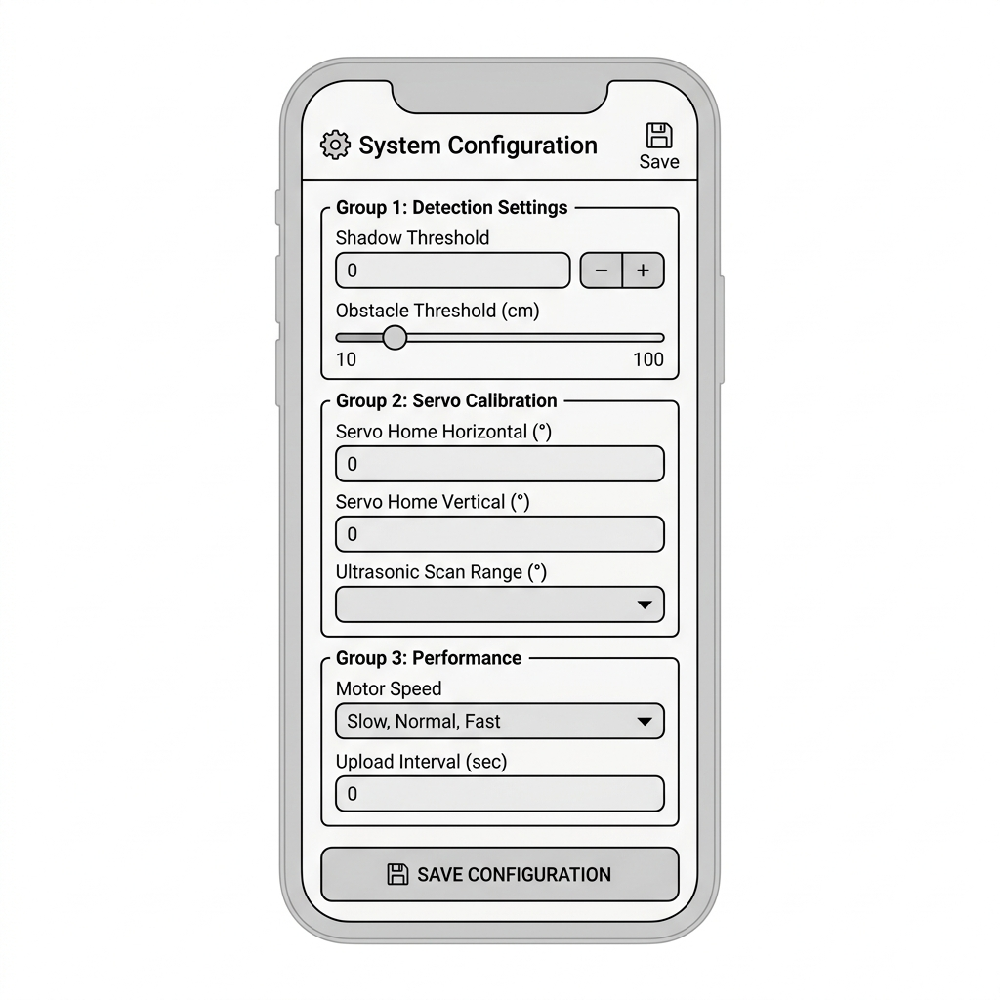 System Configuration
Save
Group 1: Detection Settings
Shadow Threshold
0
− +
Obstacle Threshold (cm)
10 100
Group 2: Servo Calibration
Servo Home Horizontal (°)
0
Servo Home Vertical (°)
0
Ultrasonic Scan Range (°)
Group 3: Performance
Motor Speed
Slow, Normal, Fast
Upload Interval (sec)
0
SAVE CONFIGURATION